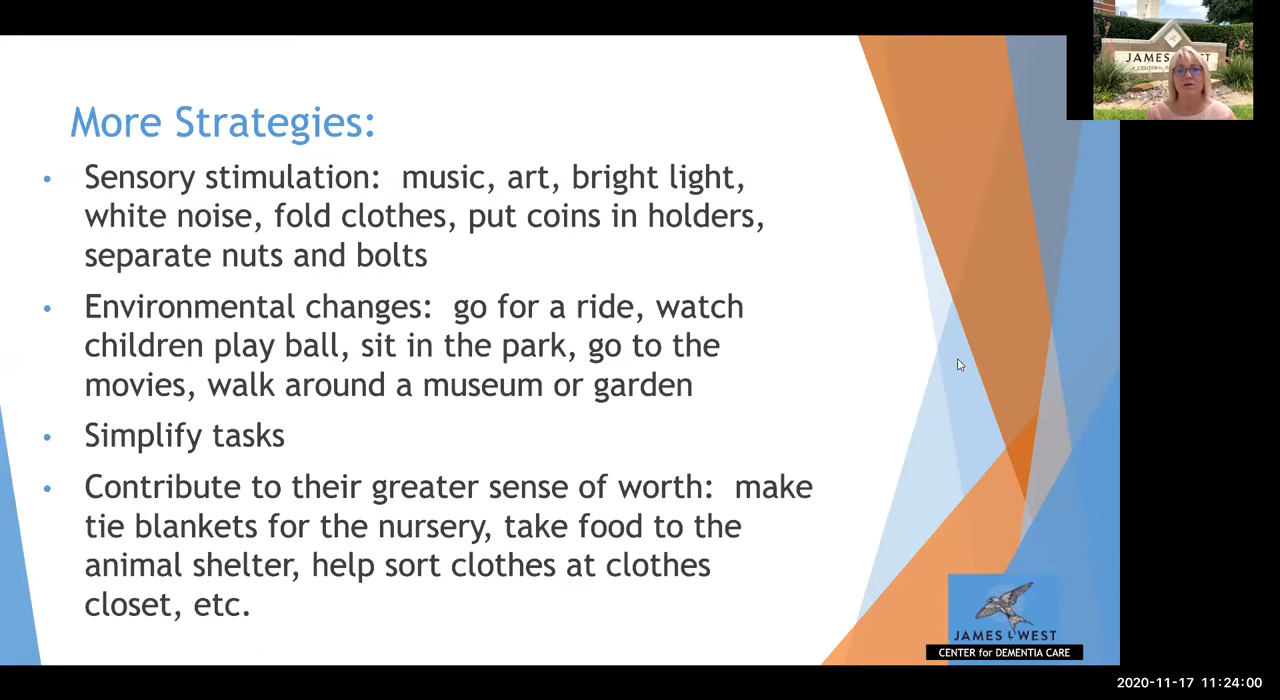 JAMES WEST
More Strategies:
• Sensory stimulation: music, art, bright light,
white noise, fold clothes, put coins in holders,
separate nuts and bolts
• Environmental changes: go for a ride, watch
children play ball, sit in the park, go to the
movies, walk around a museum or garden
• Simplify tasks
• Contribute to their greater sense of worth: make
tie blankets for the nursery, take food to the
animal shelter, help sort clothes at clothes
closet, etc.
JAMES L WEST
CENTER for DEMENTIA CARE
2020-11-17 11:24:00